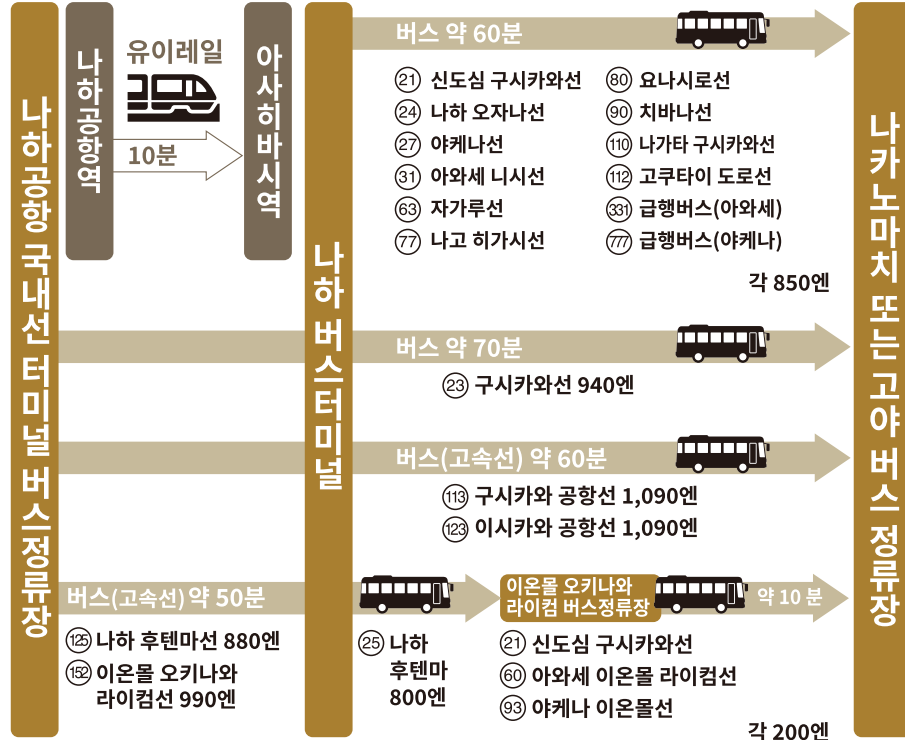 나하공항 국내선 터미널 버스정류장
나하공항역
유이레일
10분
아사히바시역
나하 버스터미널
버스 약 60분
㉑ 신도심 구시카와선
㉔ 나하 오자나선
㉗ 야케나선
㉛ 아와세 니시선
63 자가루선
77 나고 히가시선
80 요나시로선
90 치바나선
110 나가타 구시카와선
112 고쿠타이 도로선
331 급행버스(아와세)
777 급행버스(야케나)
각 850엔
버스 약 70분
㉓ 구시카와선 940엔
버스(고속선) 약 60분
113 구시카와 공항선 1,090엔
123 이시카와 공항선 1,090엔
버스(고속선) 약 50분
125 나하 후텐마선 880엔
152 이온몰 오키나와
라이컴선 990엔
㉕ 나하
후텐마
800엔
이온몰 오키나와
라이컴 버스정류장
약 10 분
㉑ 신도심 구시카와선
60 아와세 이온몰 라이컴선
93 야케나 이온몰선
각 200엔
나카노마치 또는 고야 버스 정류장